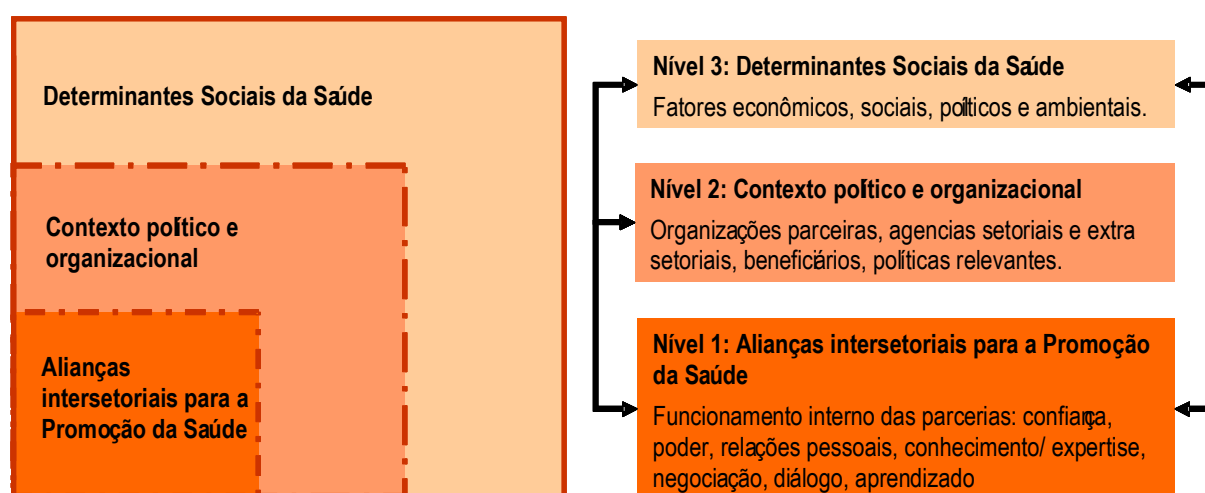 Determinantes Sociais da Saúde
Contexto político e
organizacional
Alianças
intersetoriais para a
Promoção da Saúde
Nível 3: Determinantes Sociais da Saúde
Fatores econômicos, sociais, políticos e ambientais.
Nível 2: Contexto político e organizacional
Organizações parceiras, agencias setoriais e extra
setoriais, beneficiários, políticas relevantes.
Nível 1: Alianças intersetoriais para a Promoção
da Saúde
Funcionamento interno das parcerias: confiança,
poder, relações pessoais, conhecimento/ expertise,
negociação, diálogo, aprendizado